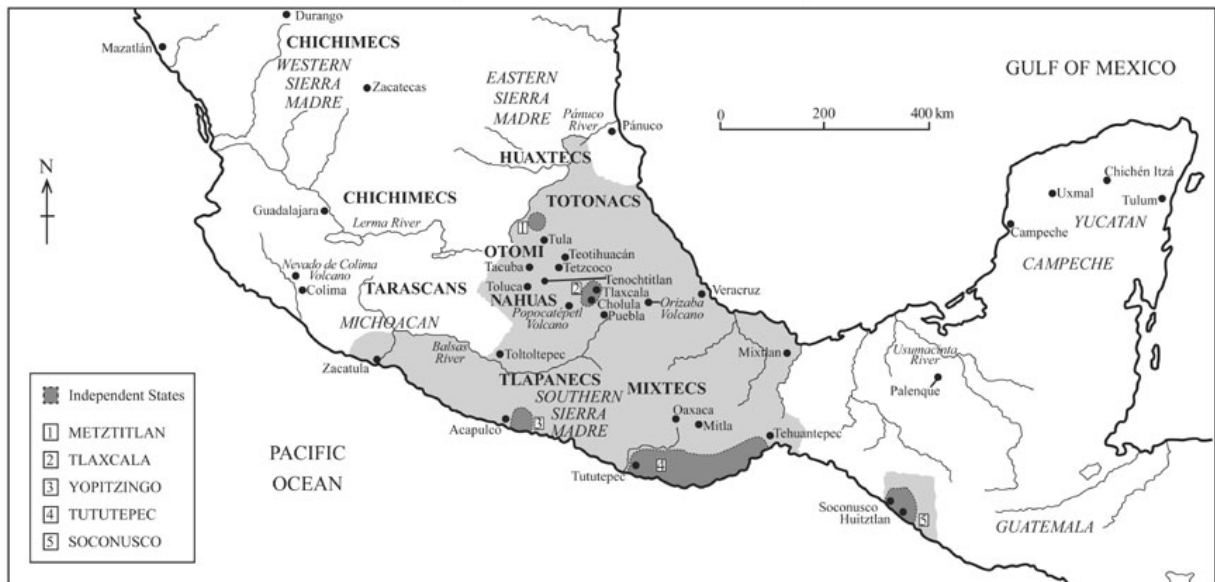 Durango
Mazatlán
CHICHIMECS
WESTERN
SIERRA
MADRE
Zacatecas
EASTERN
SIERRA
MADRE
Pánuco
River
Pánuco
GULF OF MEXICO
0 200 400 km
N
HUAXTECS
CHICHIMECS
TOTONACS
Guadalajara
Lerma River
1
Tula
OTOMI
Teotihuacán
Tacuba
Tetzcoco
Tenochtitlan
Toluca
2
Tlaxcala
NAHUAS
Cholula
Popocatépetl
Volcano
Puebla
Orizaba
Volcano
Veracruz
Nevado de Colima
Volcano
Colima
TARASCANS
MICHOACAN
Zacatula
Balsas
River
Toltoltepec
Mixtlan
TLAPANECS
SOUTHERN
SIERRA
MADRE
MIXTECS
Oaxaca
Mitla
Acapulco
3
Tehuantepec
Tututepec
4
Chichén Itzá
Uxmal
Tulum
YUCATAN
Campeche
CAMPECHE
Usumacinta
River
Palenque
Soconusco
Huitztlan
5
GUATEMALA
PACIFIC
OCEAN
Independent States
1 METZTITLAN
2 TLAXCALA
3 YOPITZINGO
4 TUTUTEPEC
5 SOCONUSCO